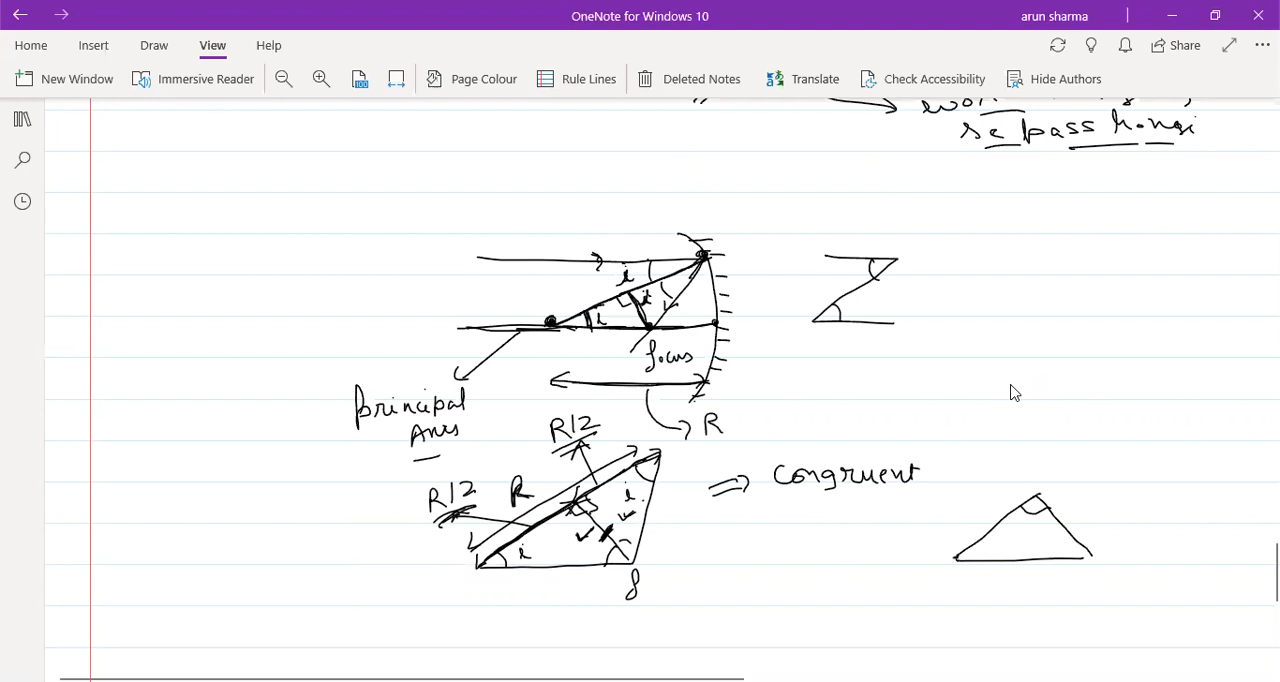 OneNote for Windows 10
arun sharma
Home Insert Draw View Help
Share
New Window Immersive Reader Page Colour Rule Lines Deleted Notes Translate Check Accessibility Hide Authors
se pass
i
i
i
focus
principal
Axis
R
R/2
R/2
R
i
i
f
=> Congruent